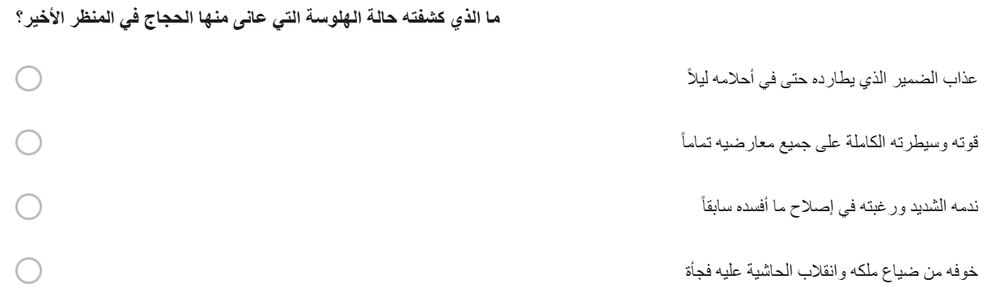 ما الذي كشفته حالة الهلوسة التي عانى منها الحجاج في المنظر الأخير؟
عذاب الضمير الذي يطارده حتى في أحلامه ليلاً
قوته وسيطرته الكاملة على جميع معارضيه تماماً
ندمه الشديد ورغبته في إصلاح ما أفسده سابقاً
خوفه من ضياع ملكه وانقلاب الحاشية عليه فجأة